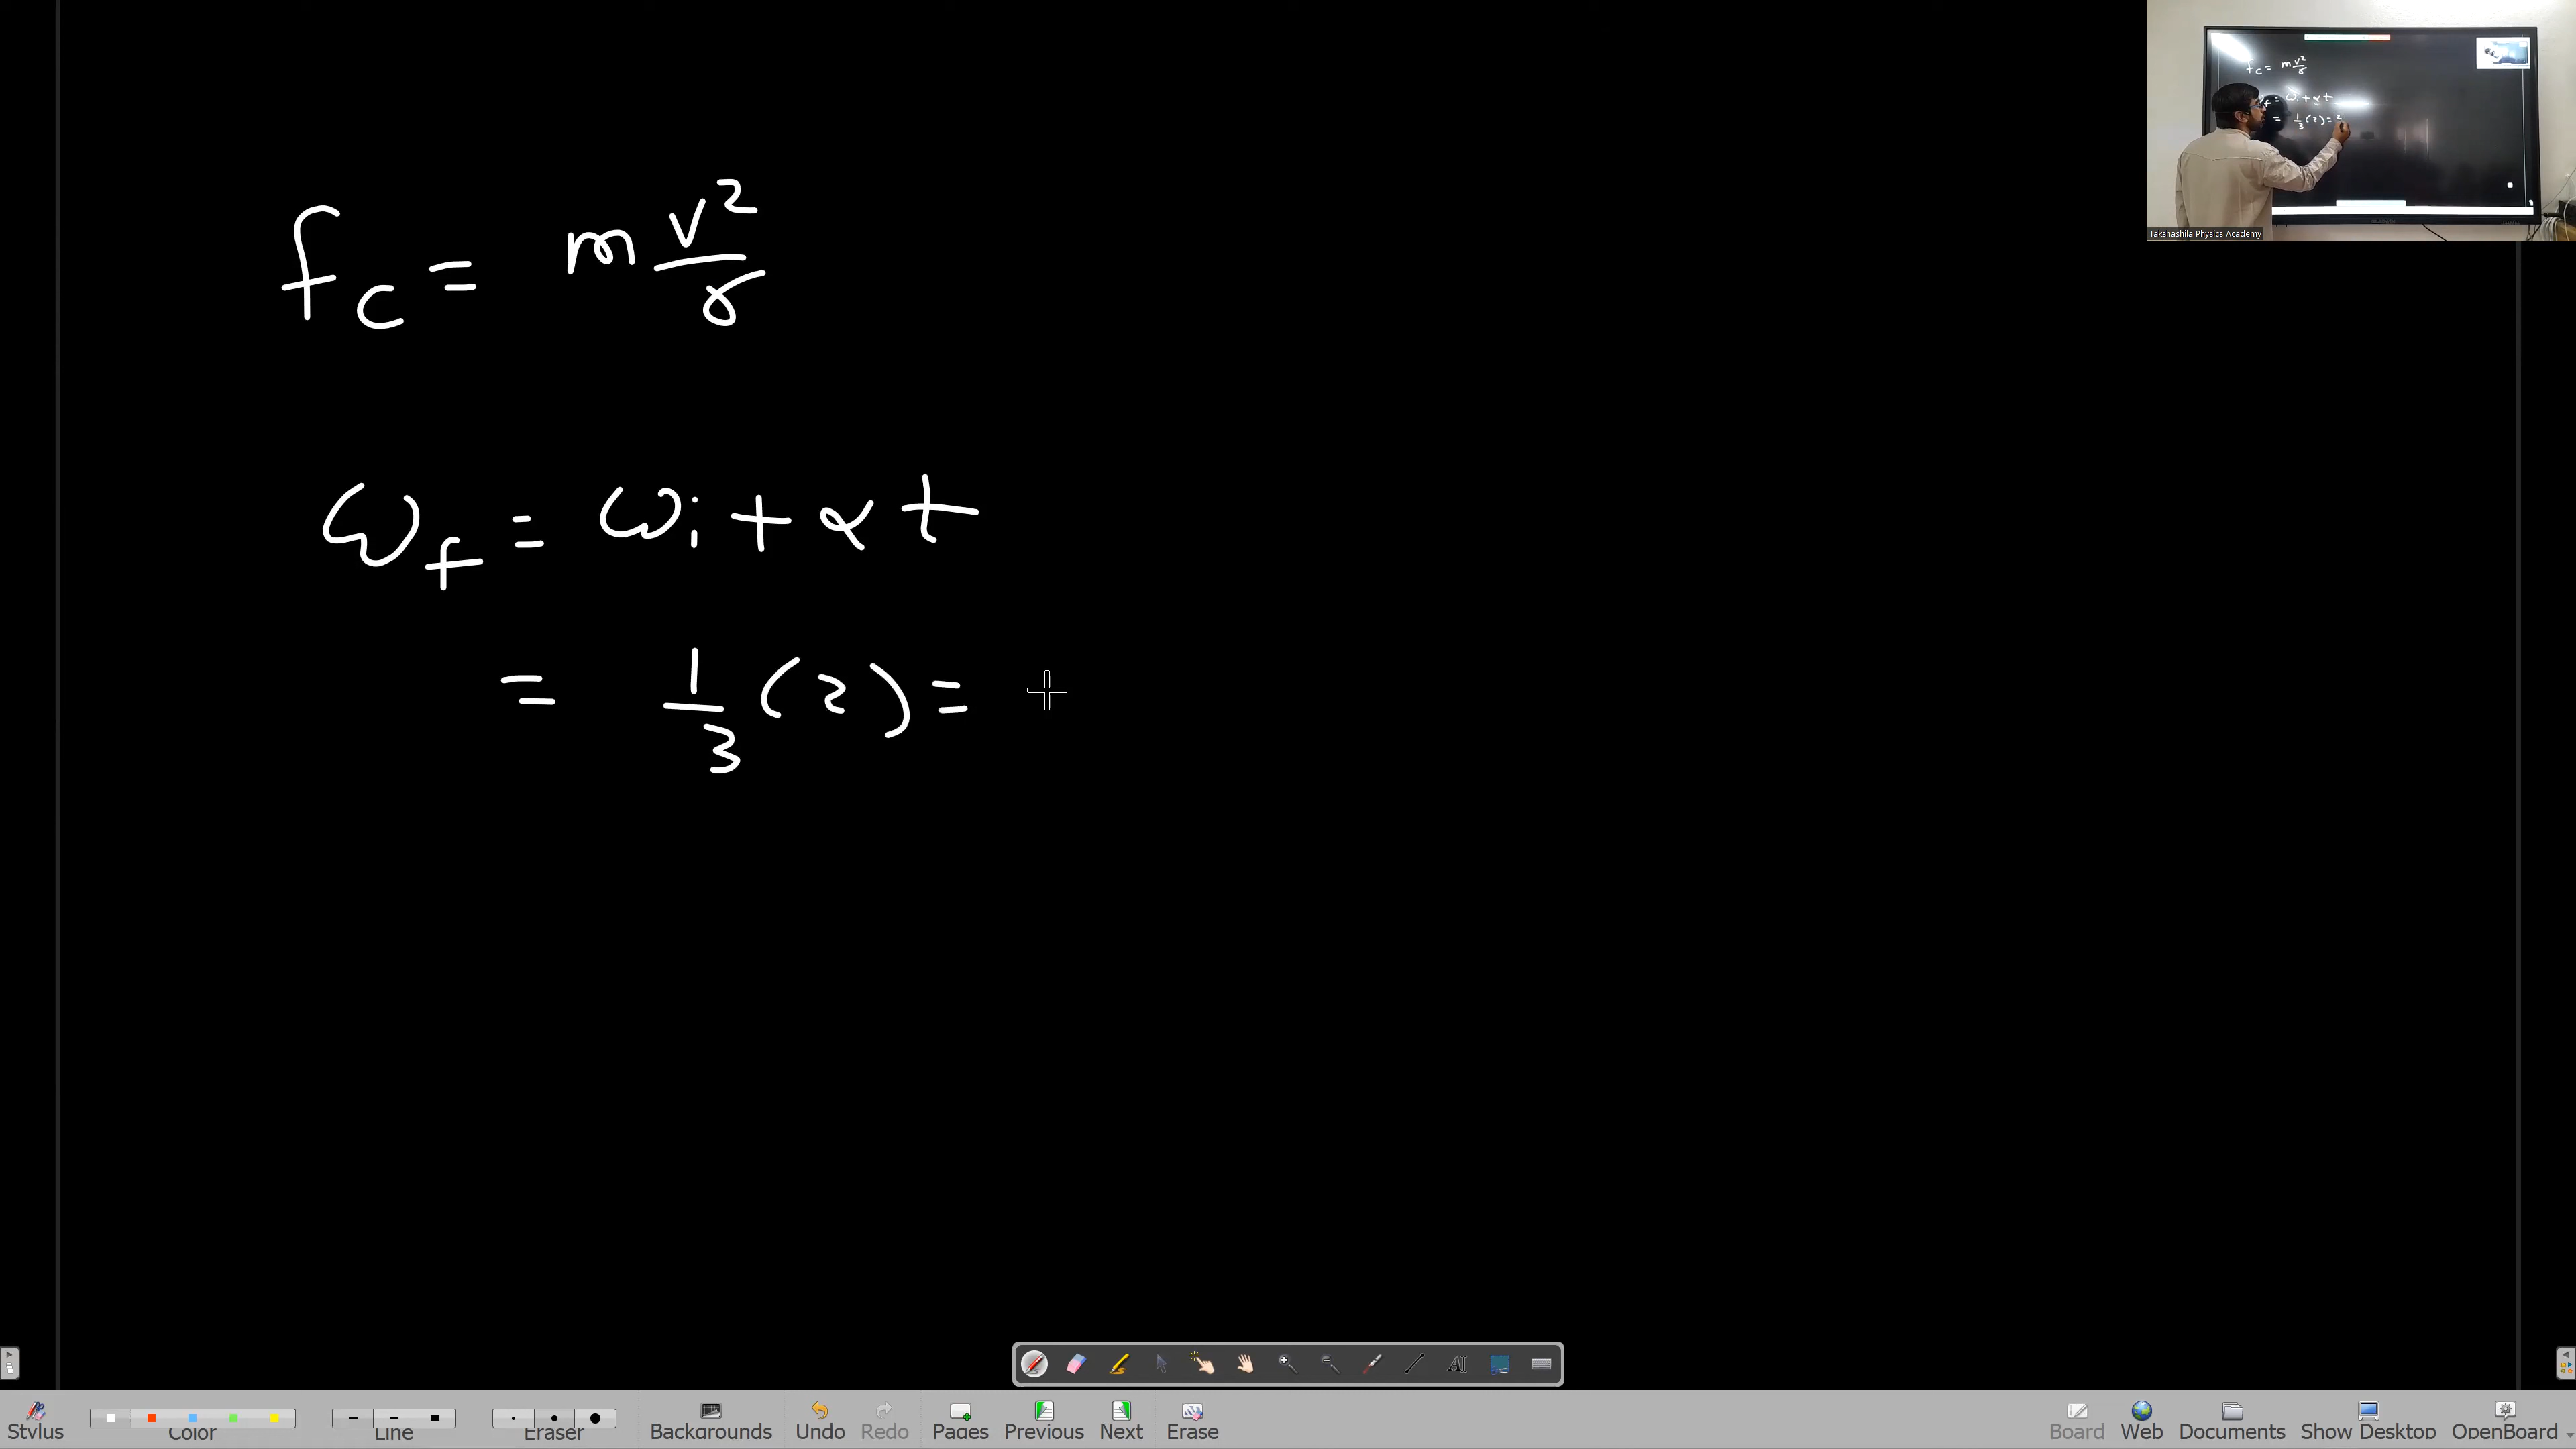 f_c = m v²/r
ω_f = ω_i + α t
= 1/3 (2) =
Takshashila Physics Academy
Stylus
Color
Line
Eraser
Backgrounds
Undo
Redo
Pages
Previous
Next
Erase
Board
Web
Documents
Show Desktop
OpenBoard